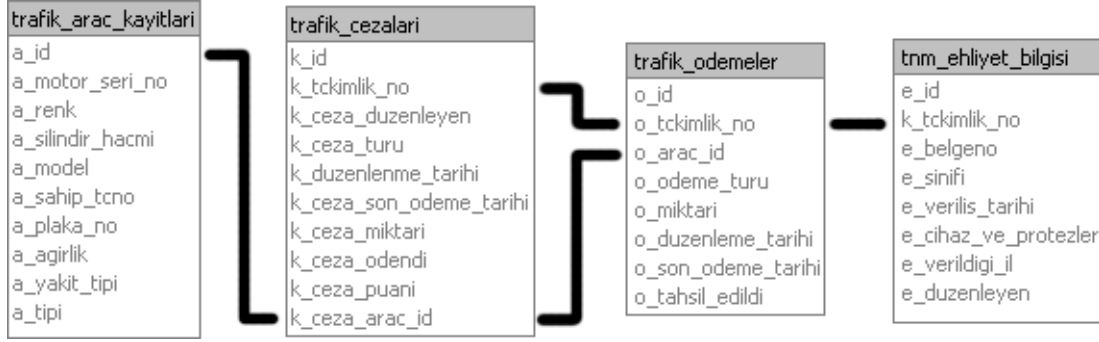 trafik_arac_kayitlari
a_id
a_motor_seri_no
a_renk
a_silindir_hacmi
a_model
a_sahip_tcno
a_plaka_no
a_agirlik
a_yakit_tipi
a_tipi
trafik_cezalari
k_id
k_tckimlik_no
k_ceza_duzenleyen
k_ceza_turu
k_duzenlenme_tarihi
k_ceza_son_odeme_tarihi
k_ceza_miktari
k_ceza_odendi
k_ceza_puani
k_ceza_arac_id
trafik_odemeler
o_id
o_tckimlik_no
o_arac_id
o_odeme_turu
o_miktari
o_duzenleme_tarihi
o_son_odeme_tarihi
o_tahsil_edildi
tnm_ehliyet_bilgisi
e_id
k_tckimlik_no
e_belgeno
e_sinifi
e_verilis_tarihi
e_cihaz_ve_protezler
e_verildigi_il
e_duzenleyen